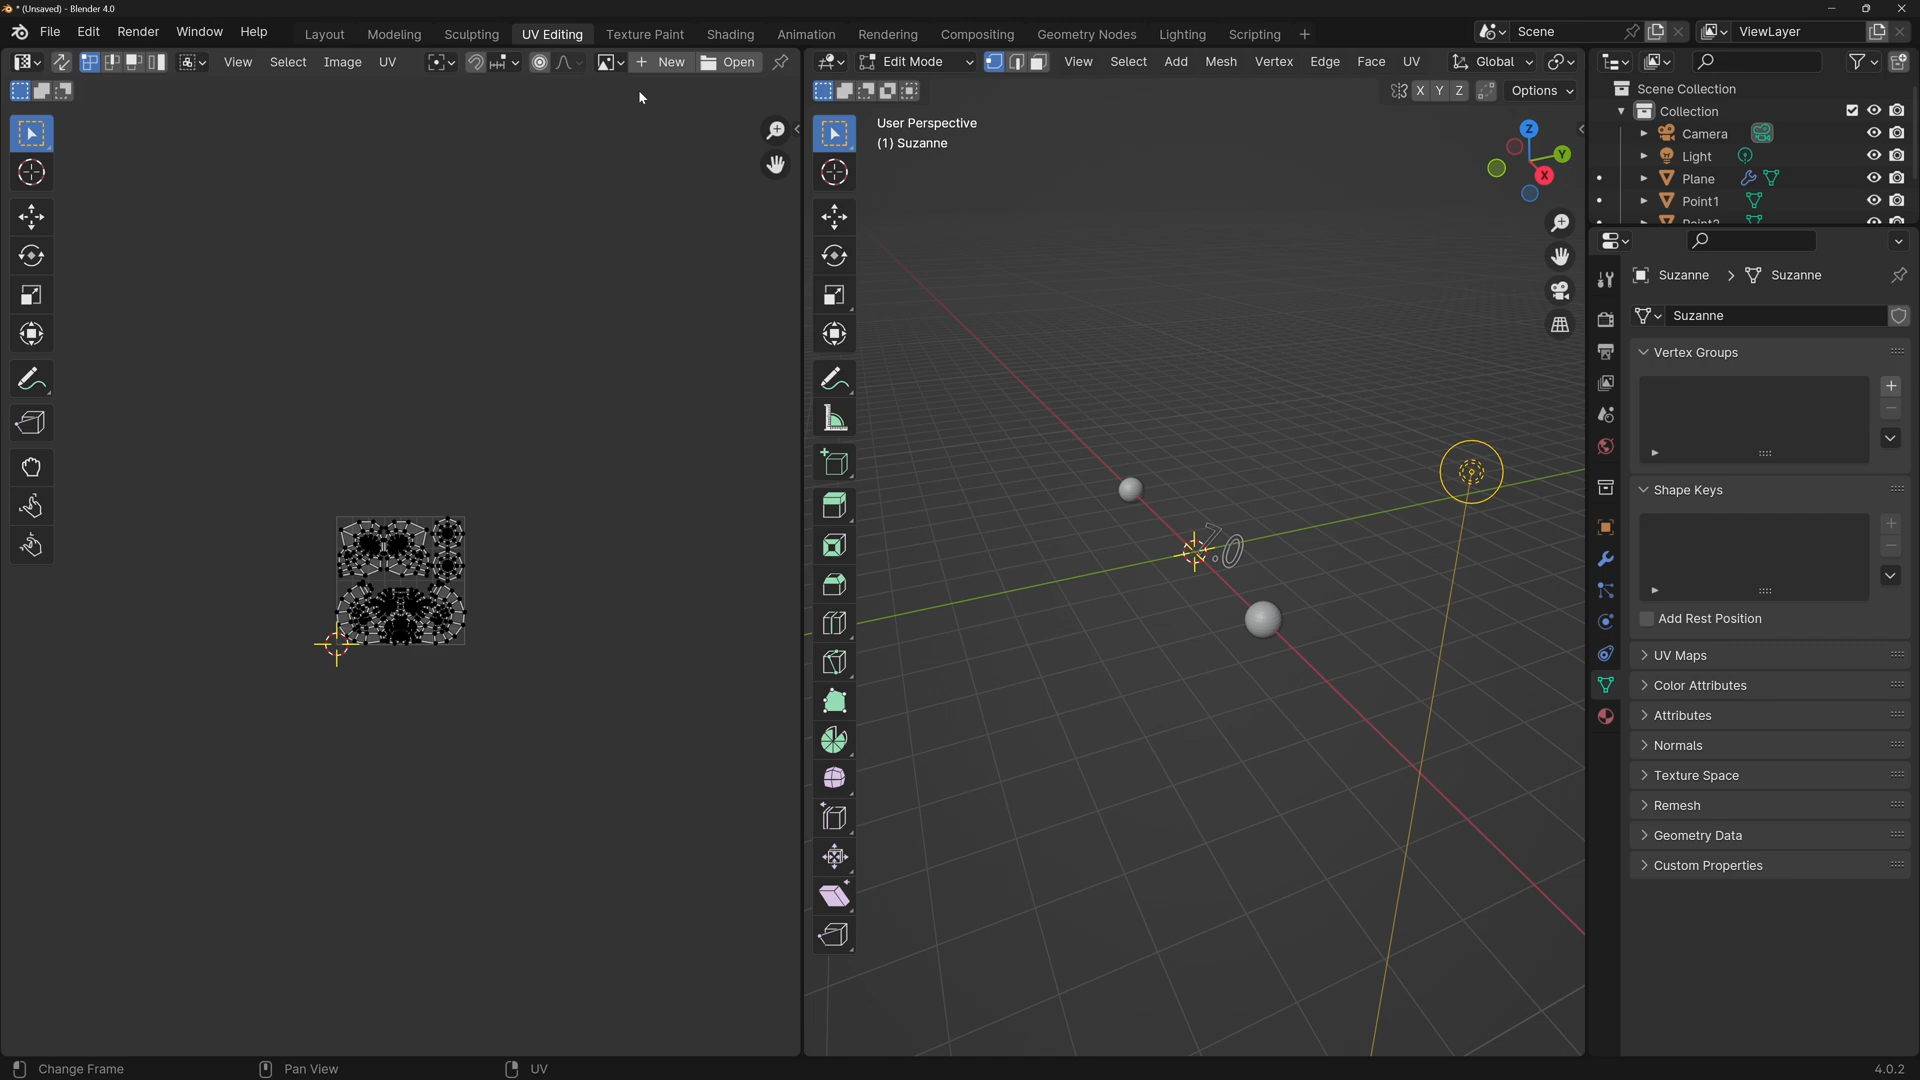 * (Unsaved) - Blender 4.0
File Edit Render Window Help Layout Modeling Sculpting UV Editing Texture Paint Shading Animation Rendering Compositing Geometry Nodes Lighting Scripting + Scene ViewLayer
View Select Image UV + New Open Edit Mode View Select Add Mesh Vertex Edge Face UV Global
X Y Z Options
Scene Collection
Collection
Camera
Light
Plane
Point1
Point2
User Perspective
(1) Suzanne
Z
Y
X
7.0
Suzanne > Suzanne
Suzanne
Vertex Groups
Shape Keys
Add Rest Position
UV Maps
Color Attributes
Attributes
Normals
Texture Space
Remesh
Geometry Data
Custom Properties
Change Frame Pan View UV 4.0.2